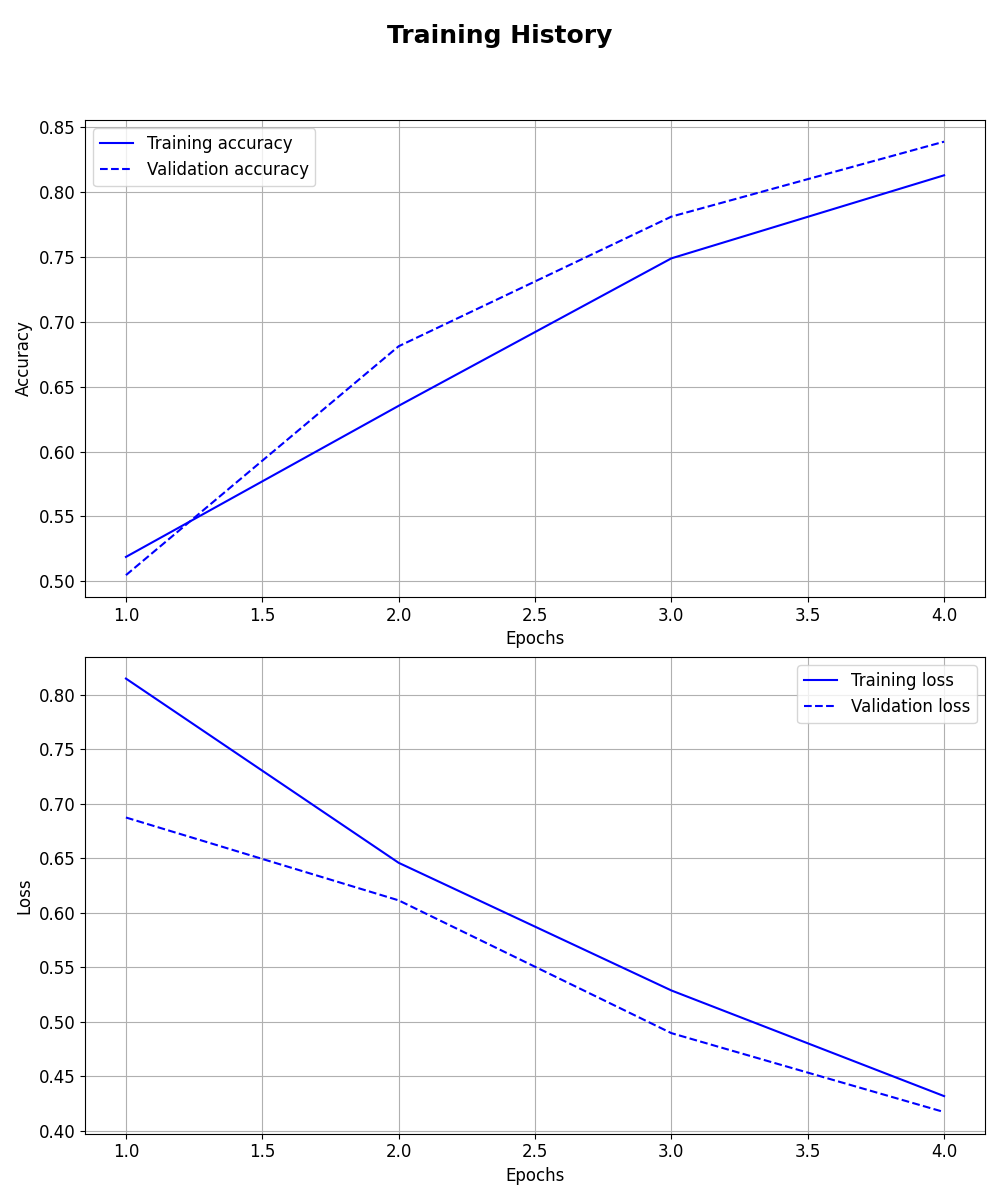 Training History
Training accuracy
Validation accuracy
0.85
0.80
0.75
0.70
0.65
0.60
0.55
0.50
Accuracy
1.0 1.5 2.0 2.5 3.0 3.5 4.0
Epochs
Training loss
Validation loss
0.80
0.75
0.70
0.65
0.60
0.55
0.50
0.45
0.40
Loss
1.0 1.5 2.0 2.5 3.0 3.5 4.0
Epochs